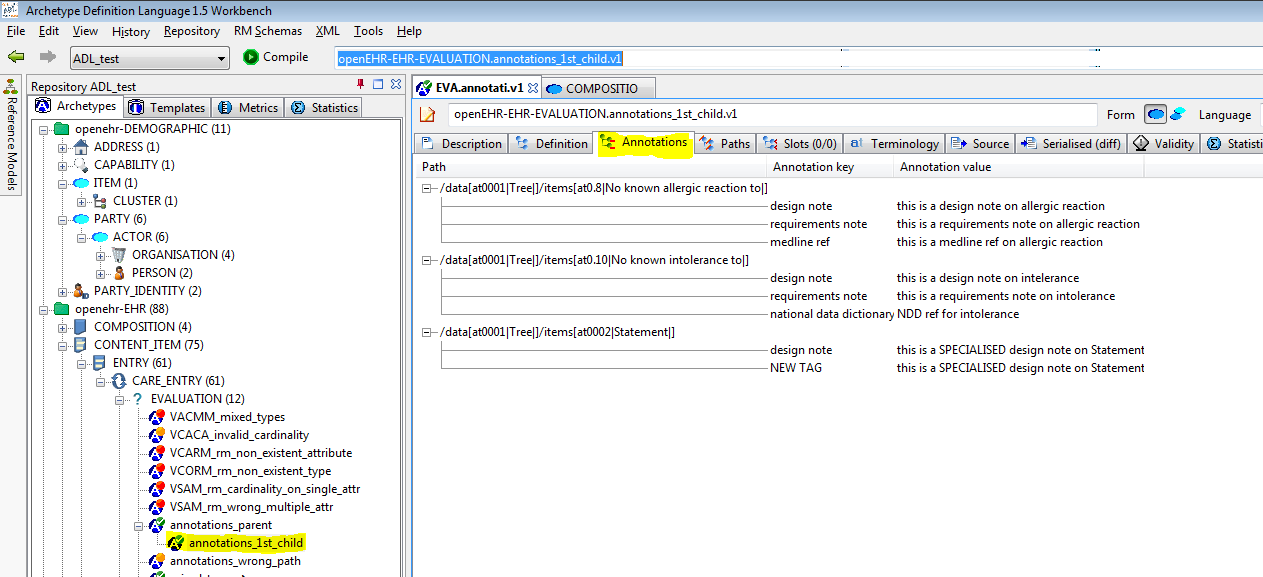 Archetype Definition Language 1.5 Workbench
File Edit View History Repository RM Schemas XML Tools Help
ADL_test Compile openEHR-EHR-EVALUATION.annotations_1st_child.v1
Reference Models
Repository ADL_test
Archetypes Templates Metrics Statistics
openehr-DEMOGRAPHIC (11)
ADDRESS (1)
CAPABILITY (1)
ITEM (1)
CLUSTER (1)
PARTY (6)
ACTOR (6)
ORGANISATION (4)
PERSON (2)
PARTY_IDENTITY (2)
openehr-EHR (88)
COMPOSITION (4)
CONTENT_ITEM (75)
ENTRY (61)
CARE_ENTRY (61)
EVALUATION (12)
VACMM_mixed_types
VCACA_invalid_cardinality
VCARM_rm_non_existent_attribute
VCORM_rm_non_existent_type
VSAM_rm_cardinality_on_single_attr
VSAM_rm_wrong_multiple_attr
annotations_parent
annotations_1st_child
annotations_wrong_path
EVA.annotati.v1 COMPOSITIO
openEHR-EHR-EVALUATION.annotations_1st_child.v1 Form Language
Description Definition Annotations Paths Slots (0/0) Terminology Source Serialised (diff) Validity Statisti
Path Annotation key Annotation value
/data[at0001|Tree|]/items[at0.8|No known allergic reaction to|]
design note this is a design note on allergic reaction
requirements note this is a requirements note on allergic reaction
medline ref this is a medline ref on allergic reaction
/data[at0001|Tree|]/items[at0.10|No known intolerance to|]
design note this is a design note on intelerance
requirements note this is a requirements note on intolerance
national data dictionary NDD ref for intolerance
/data[at0001|Tree|]/items[at0002|Statement|]
design note this is a SPECIALISED design note on Statement
NEW TAG this is a SPECIALISED design note on Statement